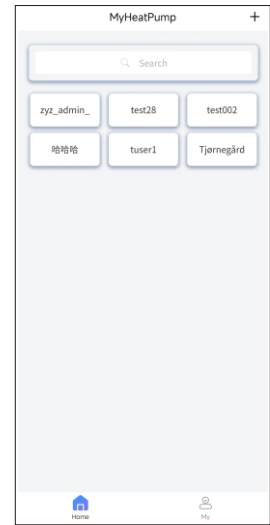 MyHeatPump +
Search
zyz_admin_ test28 test002
哈哈哈 tuser1 Tjørnegård
Home My